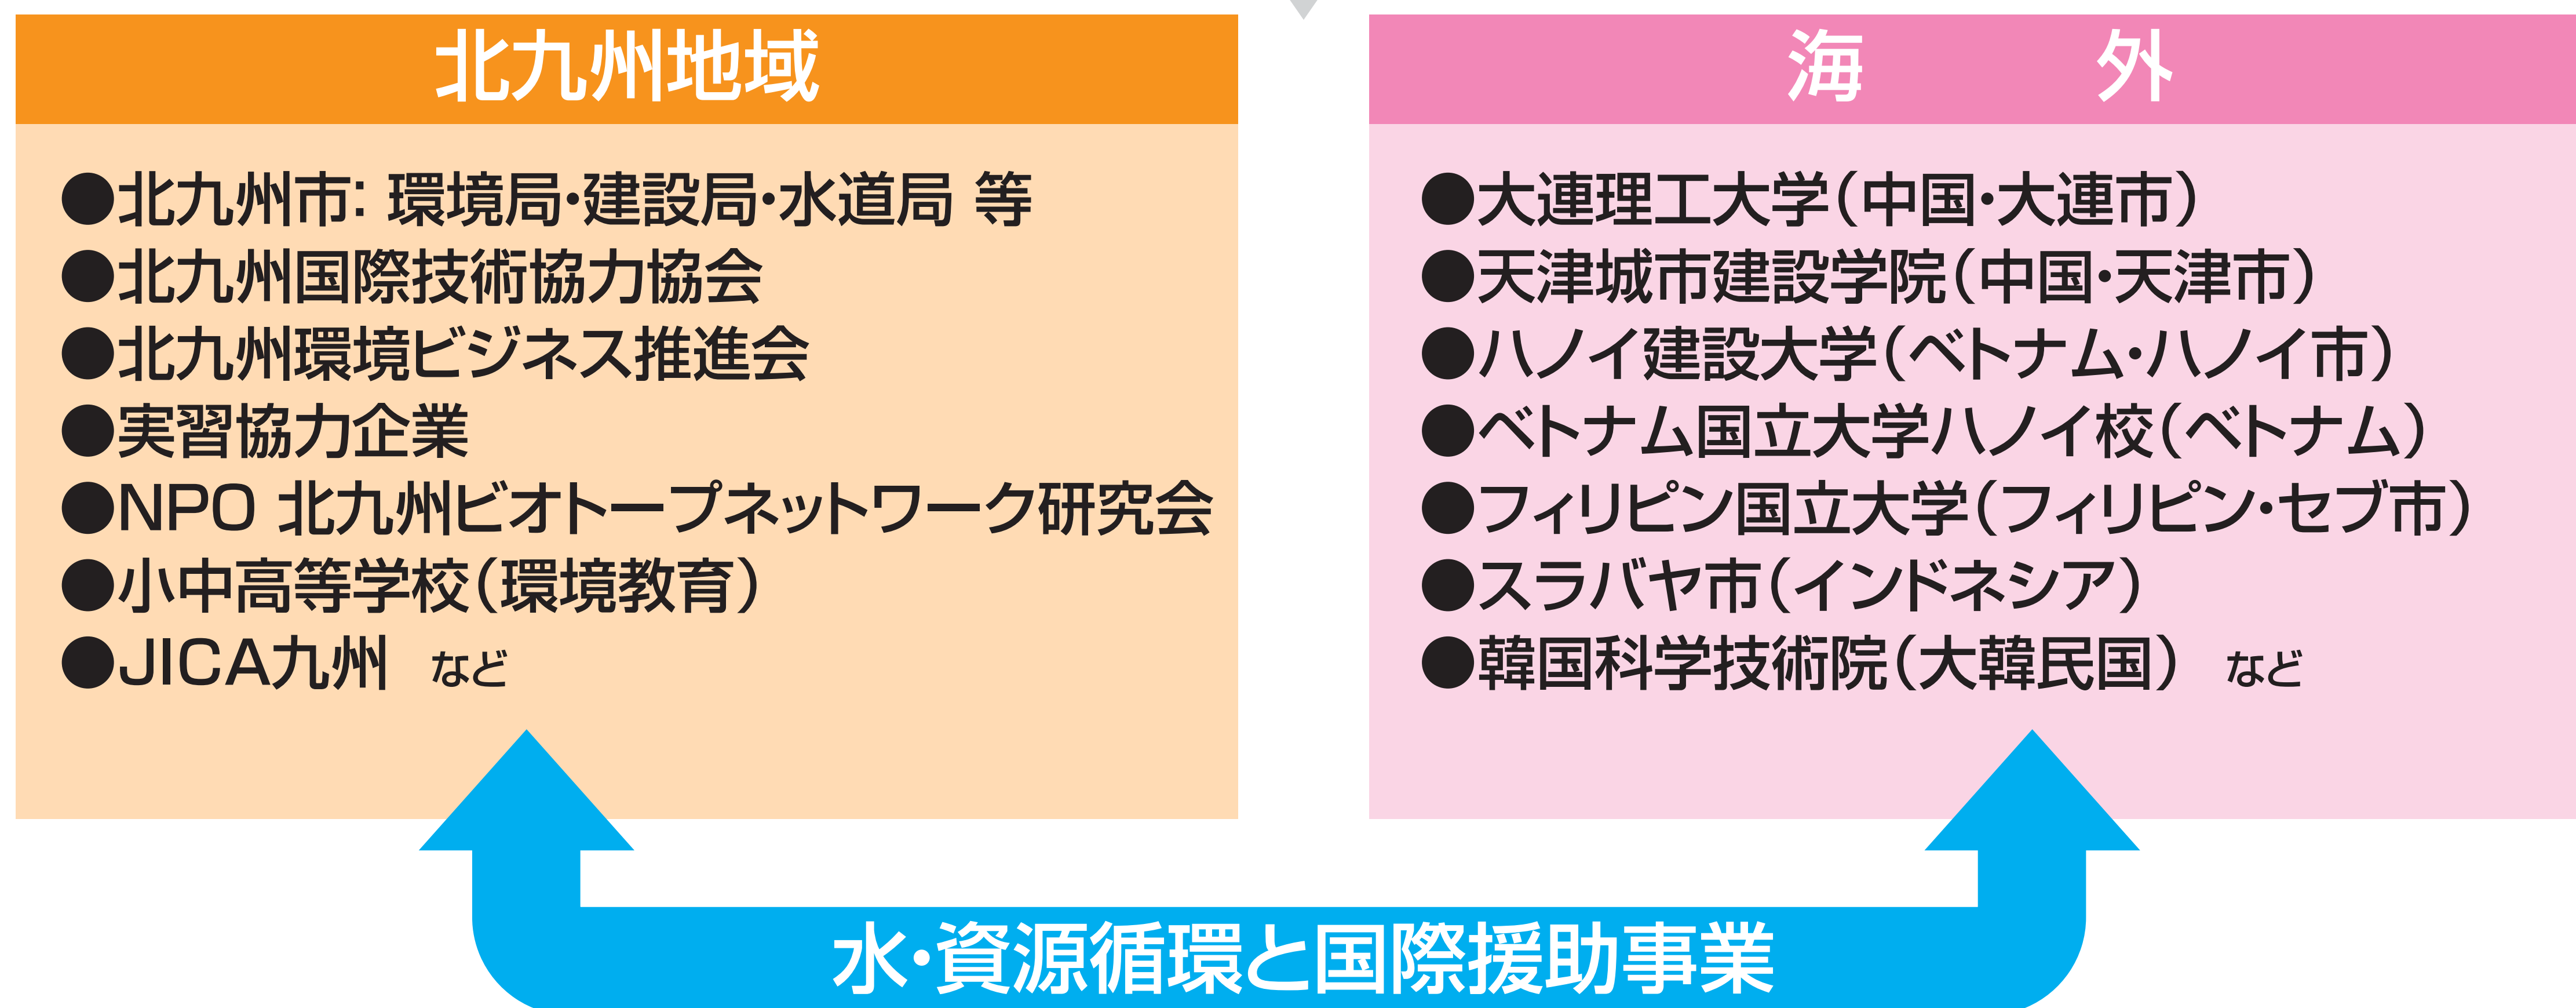 北九州地域
●北九州市: 環境局・建設局・水道局 等
●北九州国際技術協力協会
●北九州環境ビジネス推進会
●実習協力企業
●NPO 北九州ビオトープネットワーク研究会
●小中高等学校(環境教育)
●JICA九州 など
海 外
●大連理工大学(中国・大連市)
●天津城市建設学院(中国・天津市)
●ハノイ建設大学(ベトナム・ハノイ市)
●ベトナム国立大学ハノイ校(ベトナム)
●フィリピン国立大学(フィリピン・セブ市)
●スラバヤ市(インドネシア)
●韓国科学技術院(大韓民国) など
水・資源循環と国際援助事業